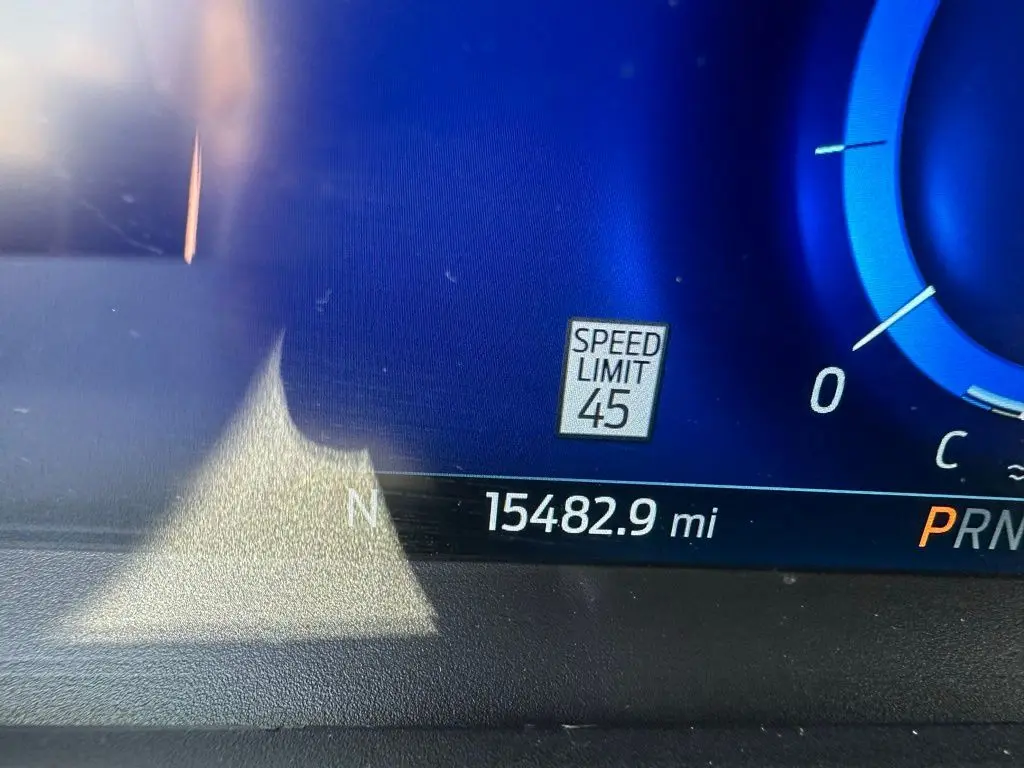 SPEED
LIMIT
45
0
C
N 15482.9 mi PRN